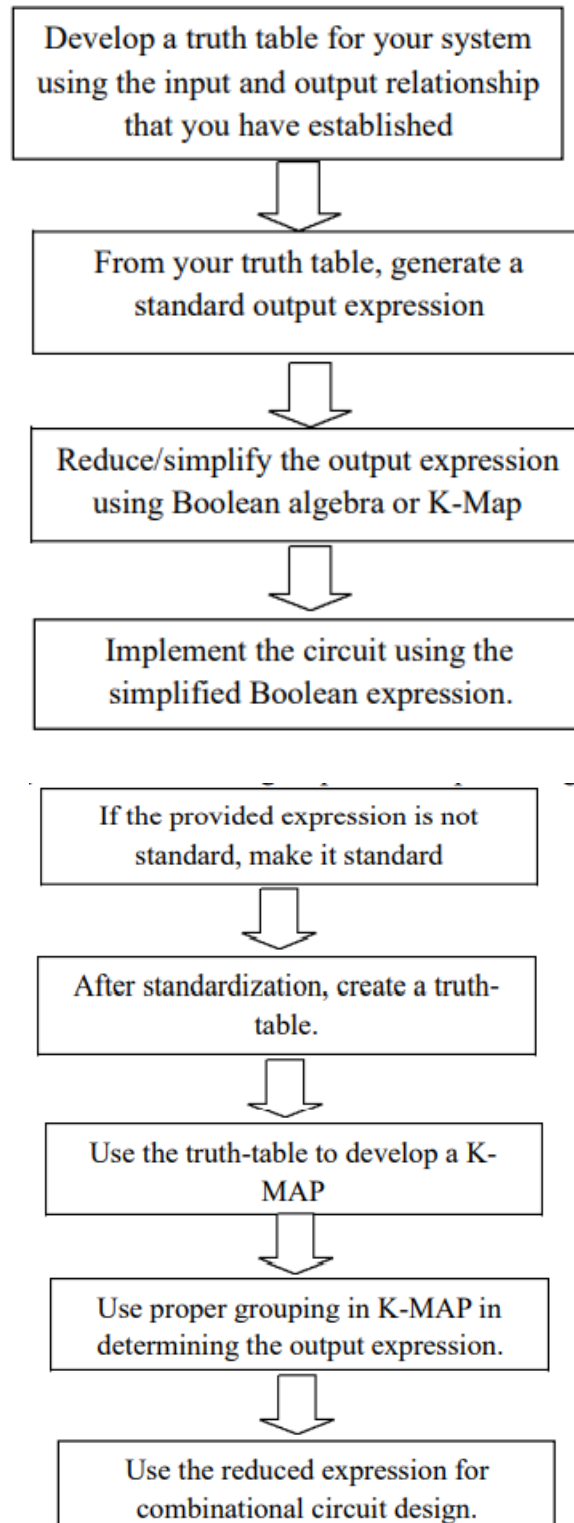 Develop a truth table for your system
using the input and output relationship
that you have established
From your truth table, generate a
standard output expression
Reduce/simplify the output expression
using Boolean algebra or K-Map
Implement the circuit using the
simplified Boolean expression.
If the provided expression is not
standard, make it standard
After standardization, create a truth-
table.
Use the truth-table to develop a K-
MAP
Use proper grouping in K-MAP in
determining the output expression.
Use the reduced expression for
combinational circuit design.